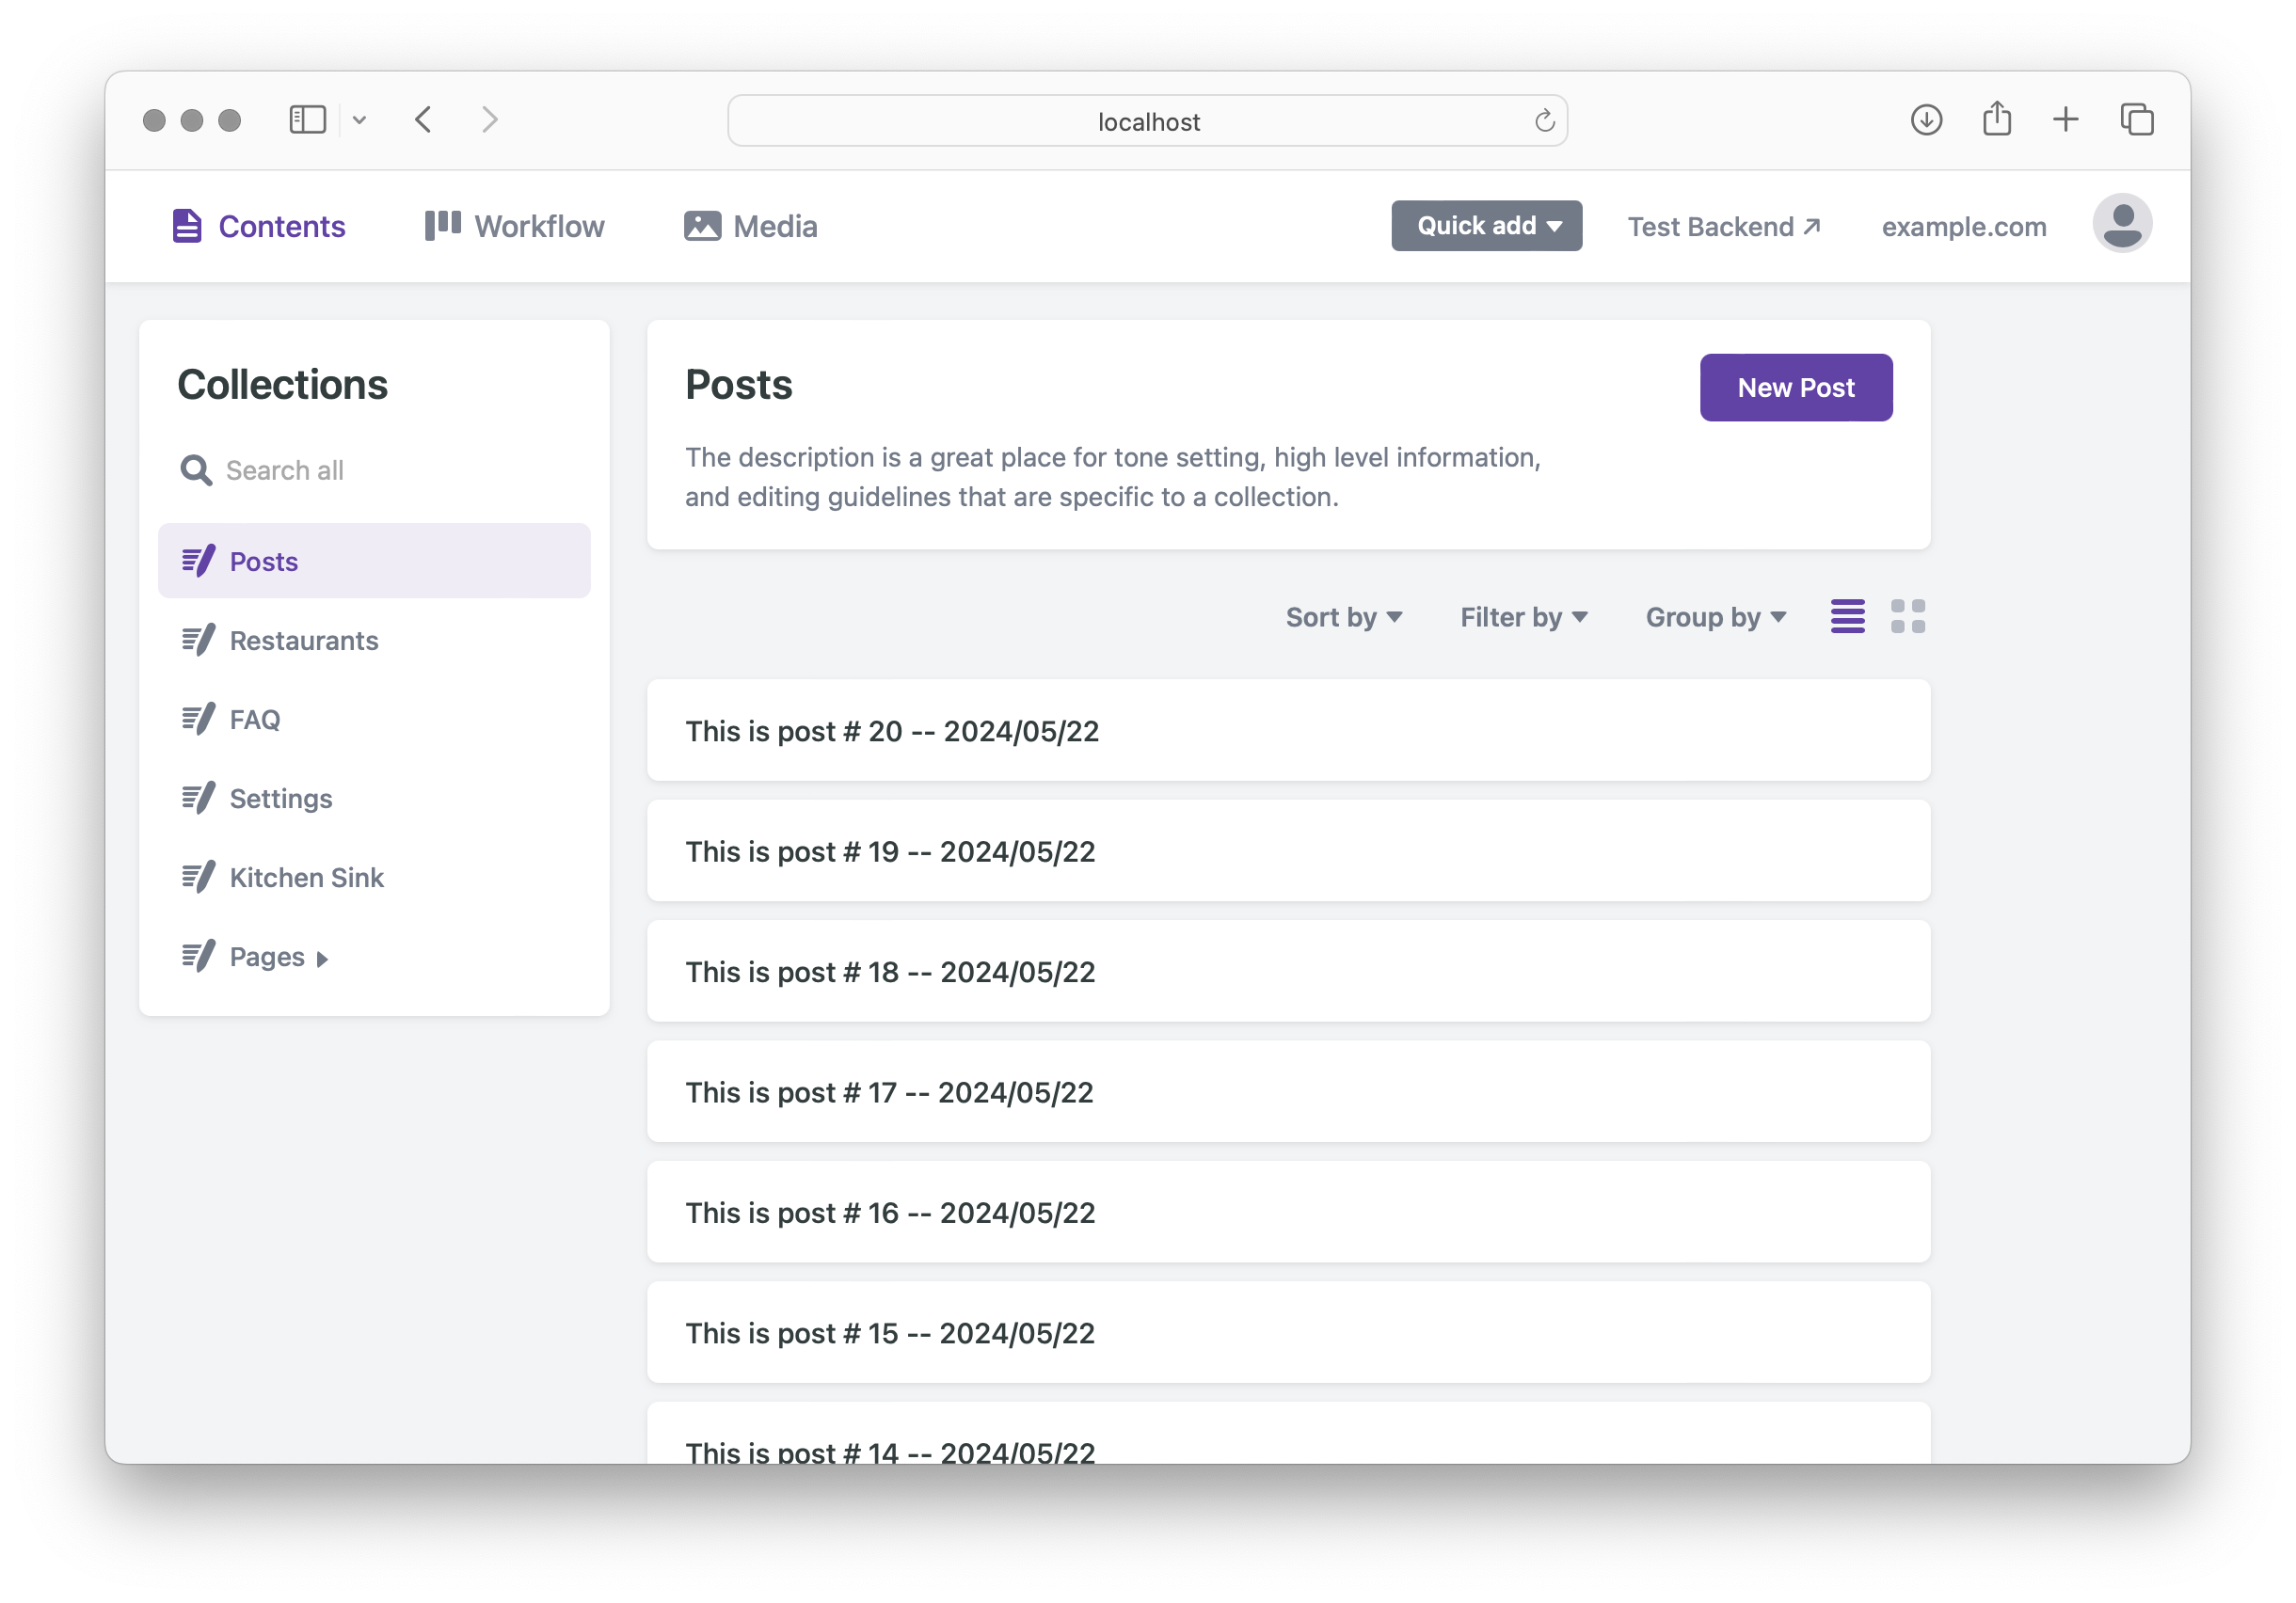 localhost
Contents
Workflow
Media
Quick add
Test Backend
example.com
Collections
Search all
Posts
Restaurants
FAQ
Settings
Kitchen Sink
Pages
Posts
New Post
The description is a great place for tone setting, high level information,
and editing guidelines that are specific to a collection.
Sort by
Filter by
Group by
This is post # 20 -- 2024/05/22
This is post # 19 -- 2024/05/22
This is post # 18 -- 2024/05/22
This is post # 17 -- 2024/05/22
This is post # 16 -- 2024/05/22
This is post # 15 -- 2024/05/22
This is post # 14 -- 2024/05/22